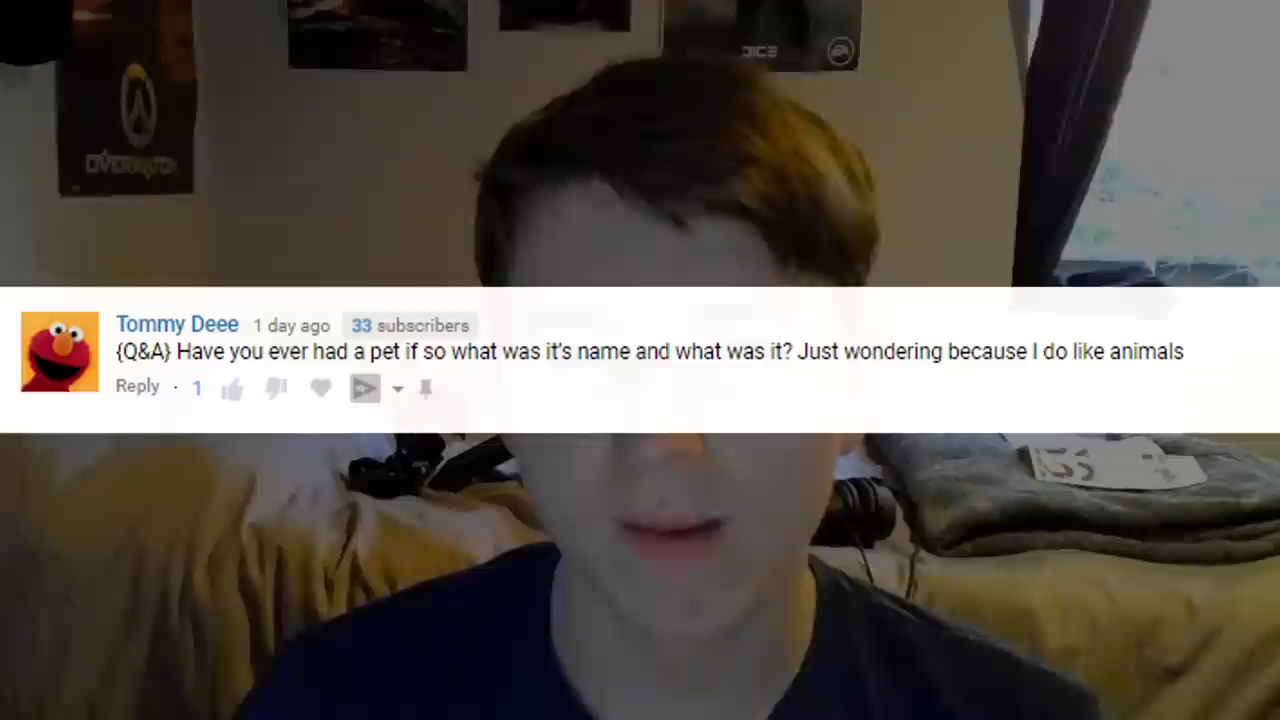 DICE EA
OVERWATCH
Tommy Deee 1 day ago 33 subscribers
{Q&A} Have you ever had a pet if so what was it's name and what was it? Just wondering because I do like animals
Reply · 1